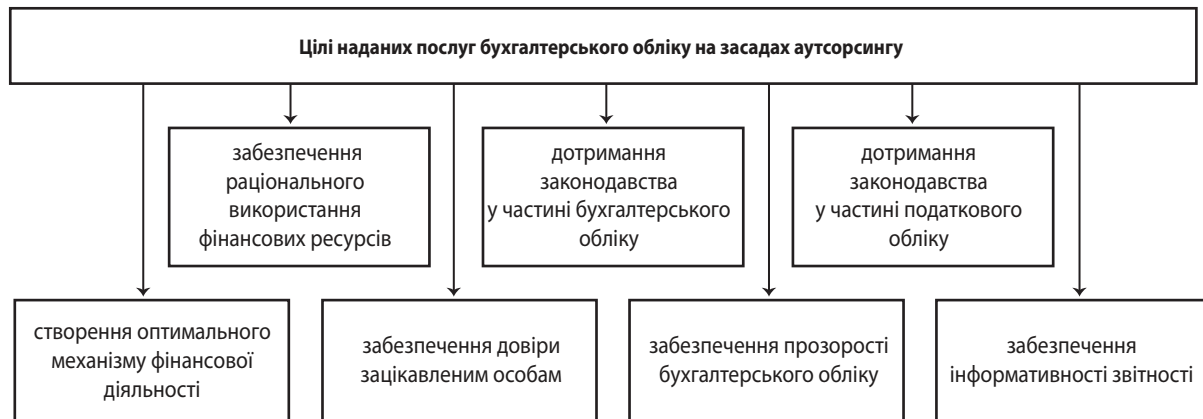 Цілі наданих послуг бухгалтерського обліку на засадах аутсорсингу
забезпечення
раціонального
використання
фінансових ресурсів
дотримання
законодавства
у частині бухгалтерського
обліку
дотримання
законодавства
у частині податкового
обліку
створення оптимального
механізму фінансової
діяльності
забезпечення довіри
зацікавленим особам
забезпечення прозорості
бухгалтерського обліку
забезпечення
інформативності звітності